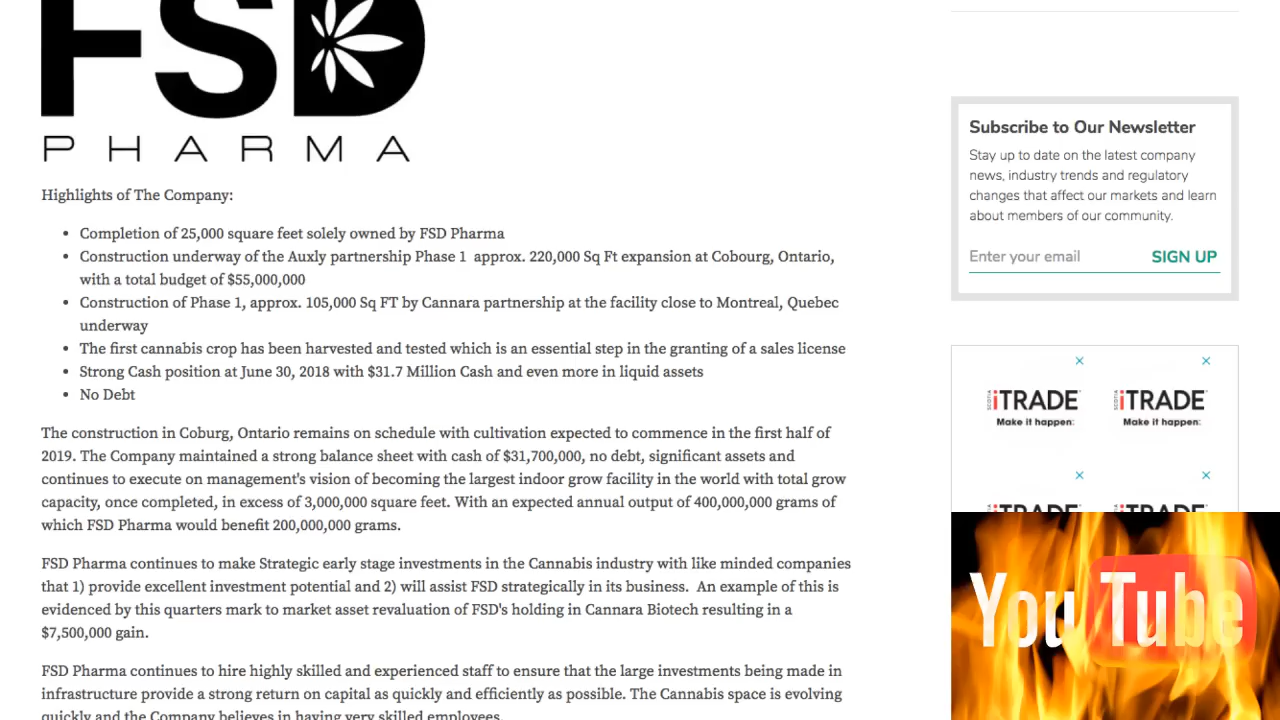 FSD
PHARMA
Highlights of The Company:
Completion of 25,000 square feet solely owned by FSD Pharma
Construction underway of the Auxly partnership Phase 1 approx. 220,000 Sq Ft expansion at Cobourg, Ontario,
with a total budget of $55,000,000
Construction of Phase 1, approx. 105,000 Sq FT by Cannara partnership at the facility close to Montreal, Quebec
underway
The first cannabis crop has been harvested and tested which is an essential step in the granting of a sales license
Strong Cash position at June 30, 2018 with $31.7 Million Cash and even more in liquid assets
No Debt
The construction in Coburg, Ontario remains on schedule with cultivation expected to commence in the first half of
2019. The Company maintained a strong balance sheet with cash of $31,700,000, no debt, significant assets and
continues to execute on management's vision of becoming the largest indoor grow facility in the world with total grow
capacity, once completed, in excess of 3,000,000 square feet. With an expected annual output of 400,000,000 grams of
which FSD Pharma would benefit 200,000,000 grams.
FSD Pharma continues to make Strategic early stage investments in the Cannabis industry with like minded companies
that 1) provide excellent investment potential and 2) will assist FSD strategically in its business. An example of this is
evidenced by this quarters mark to market asset revaluation of FSD's holding in Cannara Biotech resulting in a
$7,500,000 gain.
FSD Pharma continues to hire highly skilled and experienced staff to ensure that the large investments being made in
infrastructure provide a strong return on capital as quickly and efficiently as possible. The Cannabis space is evolving
quickly and the Company believes in having very skilled employees.
Subscribe to Our Newsletter
Stay up to date on the latest company
news, industry trends and regulatory
changes that affect our markets and learn
about members of our community.
Enter your email SIGN UP
SCOTIA iTRADE SCOTIA iTRADE
Make it happen: Make it happen:
iTRADE iTRADE
You Tube